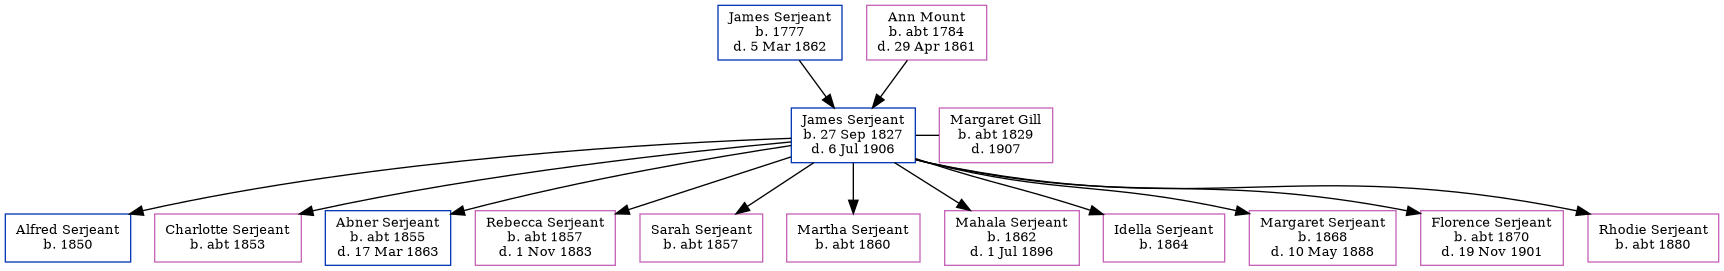 James Serjeant
b. 1777
d. 5 Mar 1862
Ann Mount
b. abt 1784
d. 29 Apr 1861
James Serjeant
b. 27 Sep 1827
d. 6 Jul 1906
Margaret Gill
b. abt 1829
d. 1907
Alfred Serjeant
b. 1850
Charlotte Serjeant
b. abt 1853
Abner Serjeant
b. abt 1855
d. 17 Mar 1863
Rebecca Serjeant
b. abt 1857
d. 1 Nov 1883
Sarah Serjeant
b. abt 1857
Martha Serjeant
b. abt 1860
Mahala Serjeant
b. 1862
d. 1 Jul 1896
Idella Serjeant
b. 1864
Margaret Serjeant
b. 1868
d. 10 May 1888
Florence Serjeant
b. abt 1870
d. 19 Nov 1901
Rhodie Serjeant
b. abt 1880